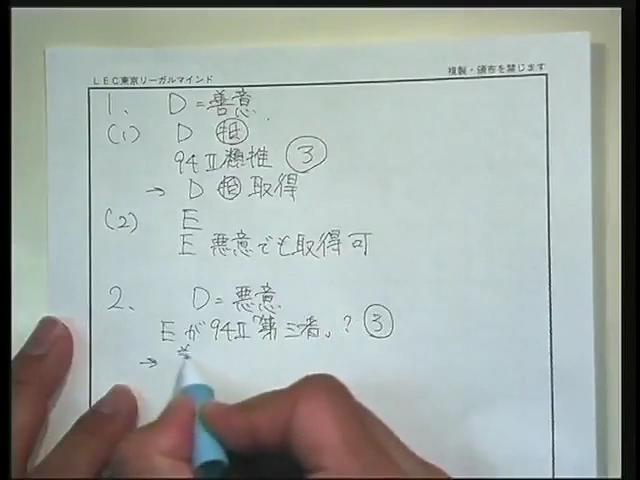 LEC東京リーガルマインド
複製・頒布を禁じます
1、 D=善意
(1) D 抵
94Ⅱ類推 ③
→ D 抵 取得
(2) E
E 悪意でも取得可
2、 D=悪意
Eが94Ⅱ「第三者」? ③
→